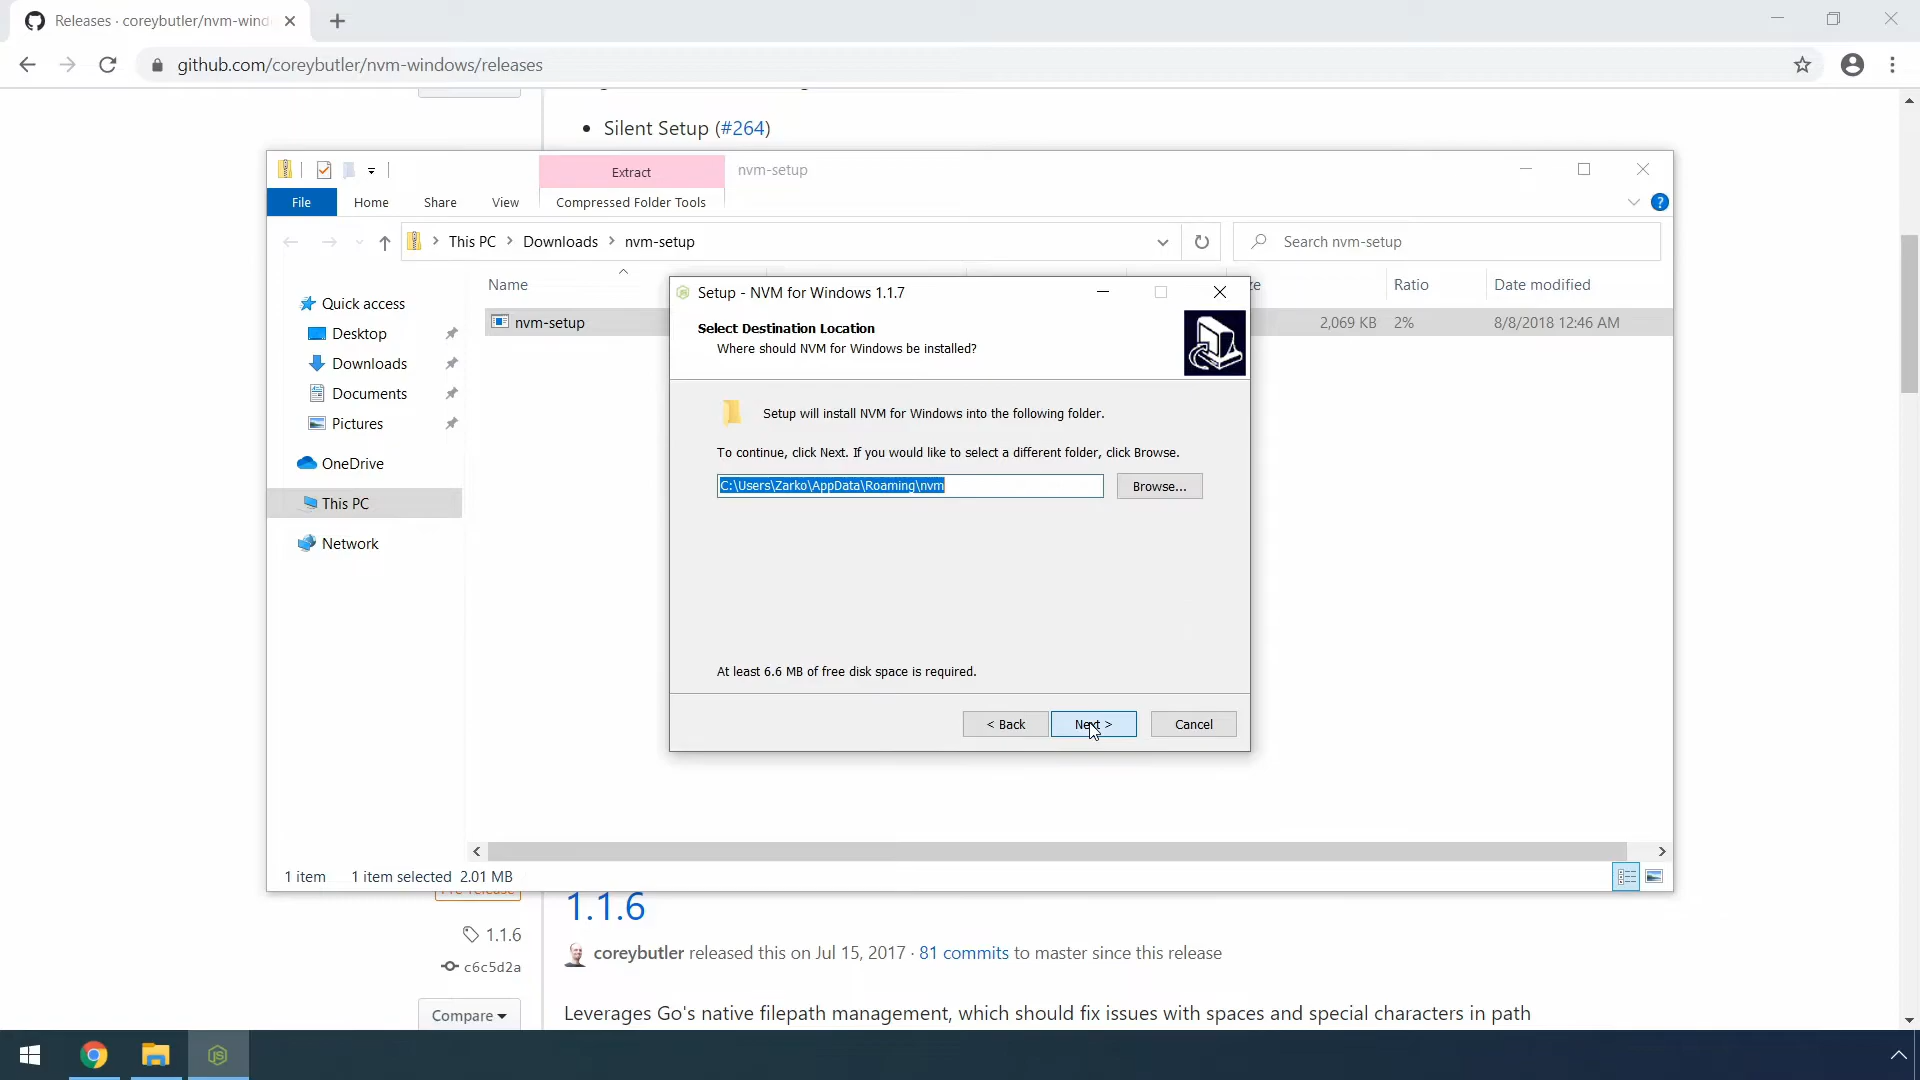 Releases · coreybutler/nvm-wind
github.com/coreybutler/nvm-windows/releases
Silent Setup (#264)
Extract
nvm-setup
File
Home
Share
View
Compressed Folder Tools
This PC
Downloads
nvm-setup
Search nvm-setup
Name
Ratio
Date modified
nvm-setup
2,069 KB
2%
8/8/2018 12:46 AM
Quick access
Desktop
Downloads
Documents
Pictures
OneDrive
This PC
Network
Setup - NVM for Windows 1.1.7
Select Destination Location
Where should NVM for Windows be installed?
Setup will install NVM for Windows into the following folder.
To continue, click Next. If you would like to select a different folder, click Browse.
C:\Users\Zarko\AppData\Roaming\nvm
Browse...
At least 6.6 MB of free disk space is required.
< Back
Next >
Cancel
1 item
1 item selected 2.01 MB
1.1.6
1.1.6
coreybutler released this on Jul 15, 2017 · 81 commits to master since this release
c6c5d2a
Compare
Leverages Go's native filepath management, which should fix issues with spaces and special characters in path